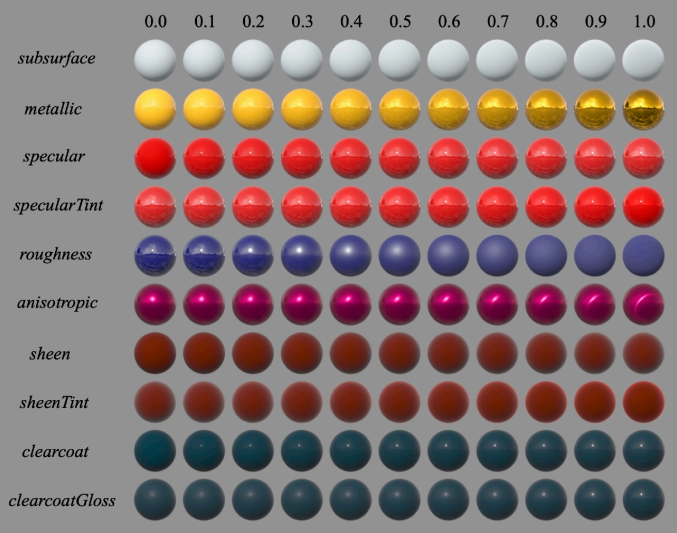 0.0 0.1 0.2 0.3 0.4 0.5 0.6 0.7 0.8 0.9 1.0
subsurface
metallic
specular
specularTint
roughness
anisotropic
sheen
sheenTint
clearcoat
clearcoatGloss